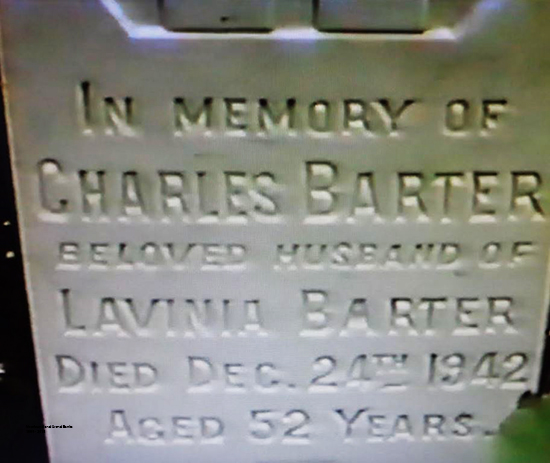 IN MEMORY OF
CHARLES BARTER
BELOVED HUSBAND OF
LAVINIA BARTER
DIED DEC. 24TH 1942
AGED 52 YEARS.